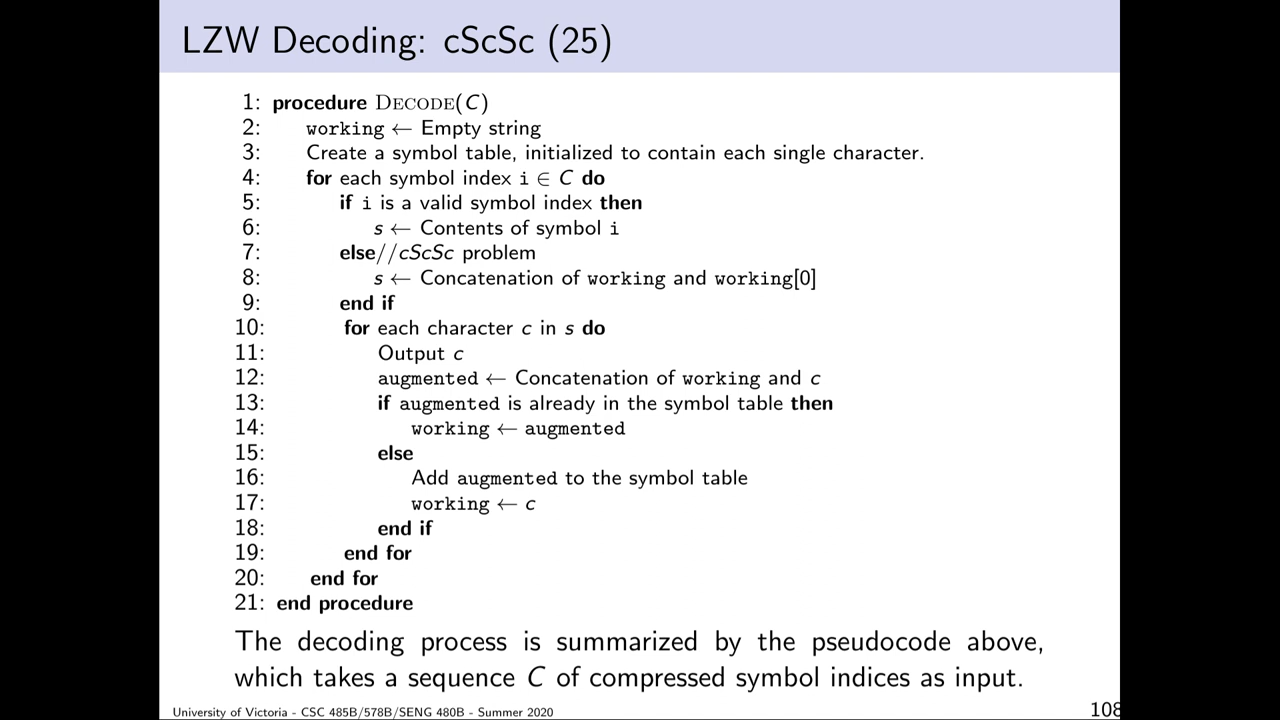 LZW Decoding: cScSc (25)
1: procedure DECODE(C)
2: working ← Empty string
3: Create a symbol table, initialized to contain each single character.
4: for each symbol index i ∈ C do
5: if i is a valid symbol index then
6: s ← Contents of symbol i
7: else//cScSc problem
8: s ← Concatenation of working and working[0]
9: end if
10: for each character c in s do
11: Output c
12: augmented ← Concatenation of working and c
13: if augmented is already in the symbol table then
14: working ← augmented
15: else
16: Add augmented to the symbol table
17: working ← c
18: end if
19: end for
20: end for
21: end procedure
The decoding process is summarized by the pseudocode above,
which takes a sequence C of compressed symbol indices as input.
University of Victoria - CSC 485B/578B/SENG 480B - Summer 2020
108